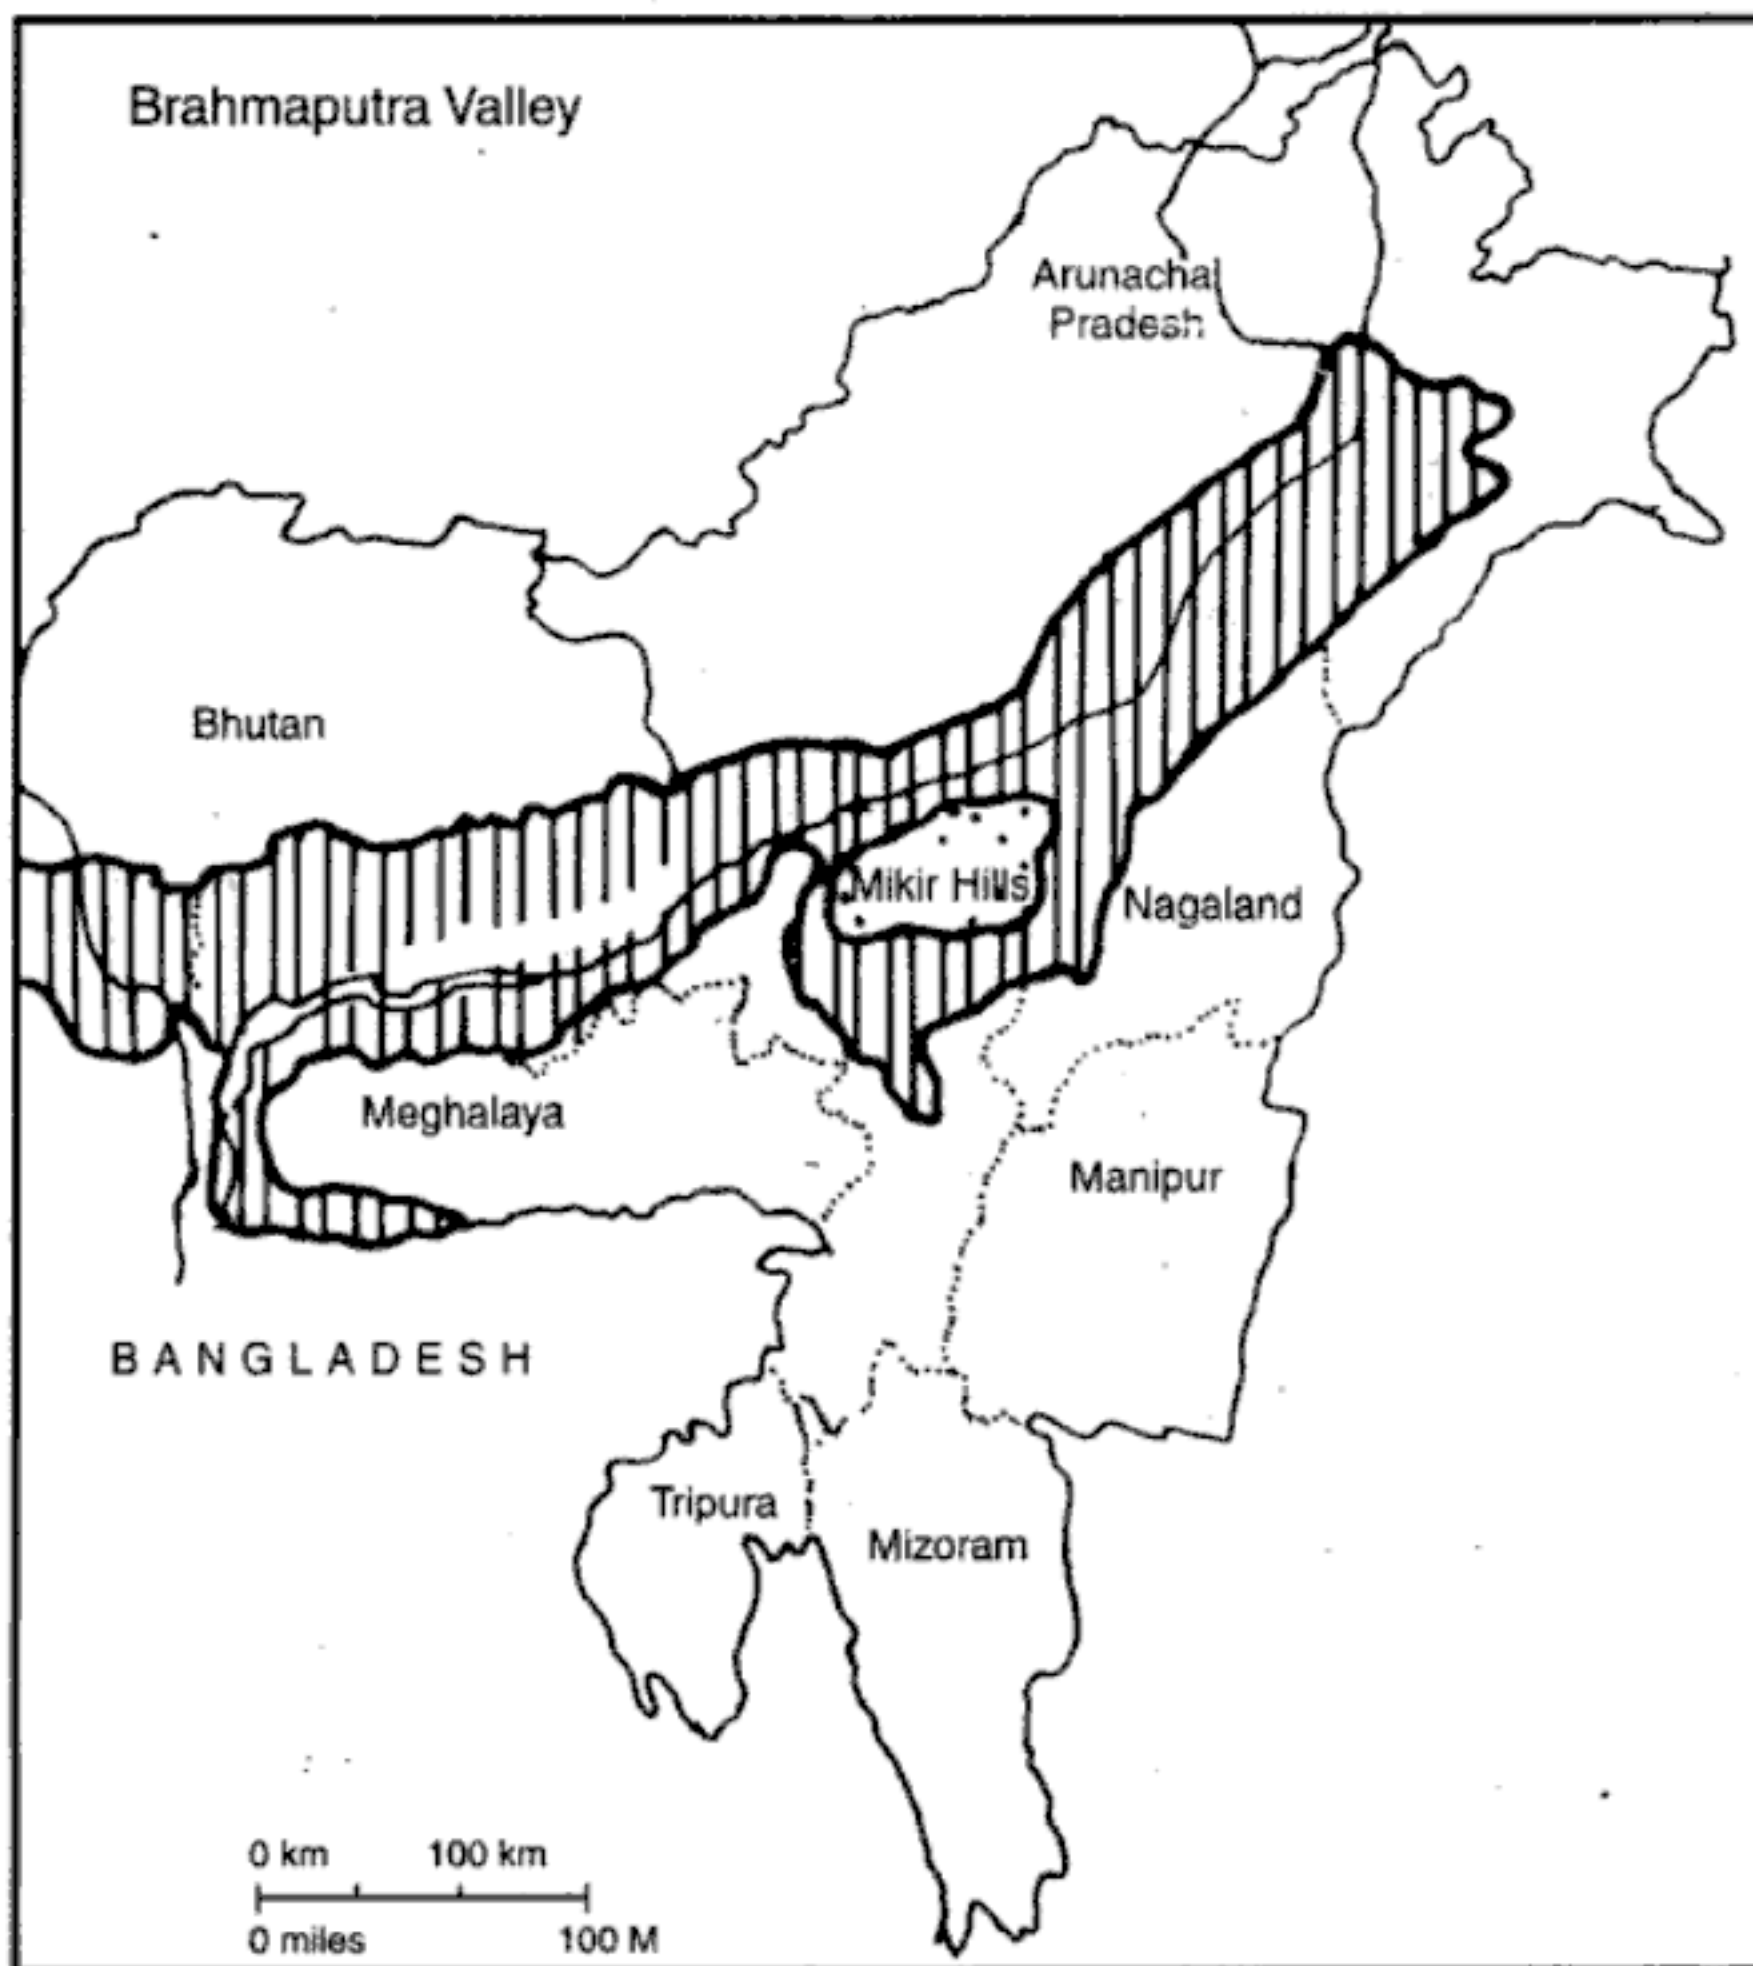 Brahmaputra Valley
Arunachal
Pradesh
Bhutan
Mikir Hills
Nagaland
Meghalaya
Manipur
BANGLADESH
Tripura
Mizoram
0 km 100 km
0 miles 100 M